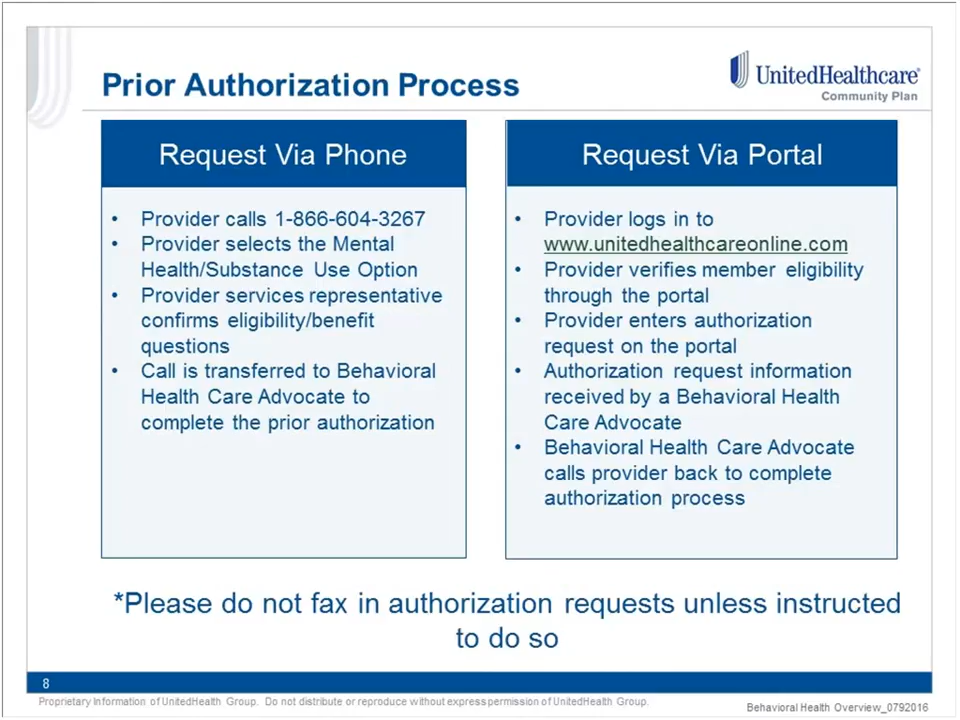 Prior Authorization Process
UnitedHealthcare®
Community Plan
Request Via Phone
• Provider calls 1-866-604-3267
• Provider selects the Mental
Health/Substance Use Option
• Provider services representative
confirms eligibility/benefit
questions
• Call is transferred to Behavioral
Health Care Advocate to
complete the prior authorization
Request Via Portal
• Provider logs in to
www.unitedhealthcareonline.com
• Provider verifies member eligibility
through the portal
• Provider enters authorization
request on the portal
• Authorization request information
received by a Behavioral Health
Care Advocate
• Behavioral Health Care Advocate
calls provider back to complete
authorization process
*Please do not fax in authorization requests unless instructed
to do so
8
Proprietary Information of UnitedHealth Group. Do not distribute or reproduce without express permission of UnitedHealth Group.
Behavioral Health Overview_0792016